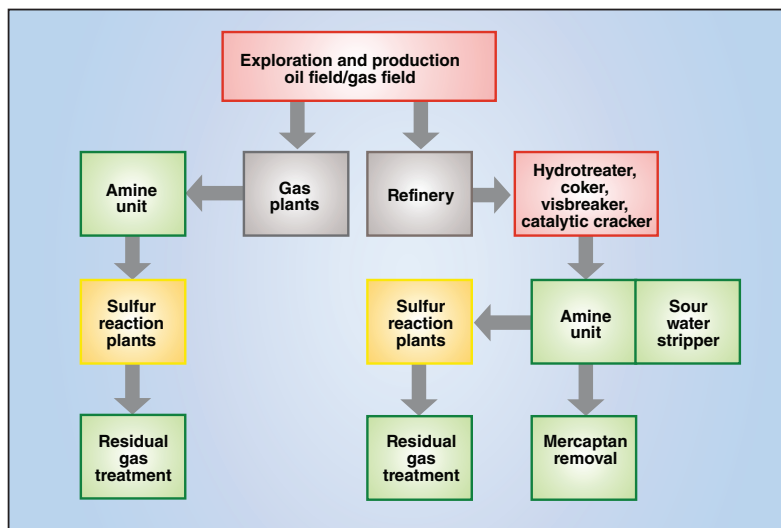 Exploration and production
oil field/gas field
Amine
unit
Gas
plants
Refinery
Hydrotreater,
coker,
visbreaker,
catalytic cracker
Sulfur
reaction
plants
Sulfur
reaction
plants
Amine
unit
Sour
water
stripper
Residual
gas
treatment
Residual
gas
treatment
Mercaptan
removal